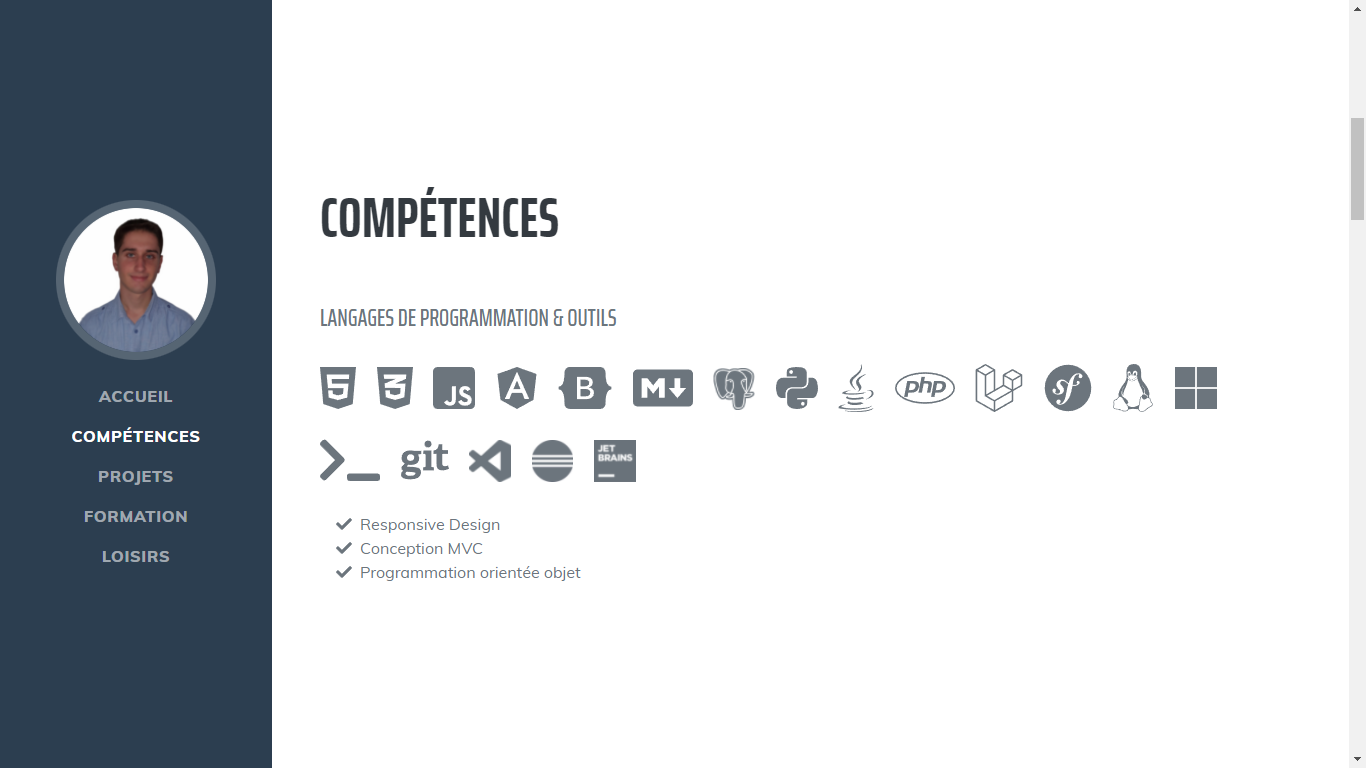 ACCUEIL
COMPÉTENCES
PROJETS
FORMATION
LOISIRS
COMPÉTENCES
LANGAGES DE PROGRAMMATION & OUTILS
5 3 JS A B M php sf
git JET
BRAINS
Responsive Design
Conception MVC
Programmation orientée objet